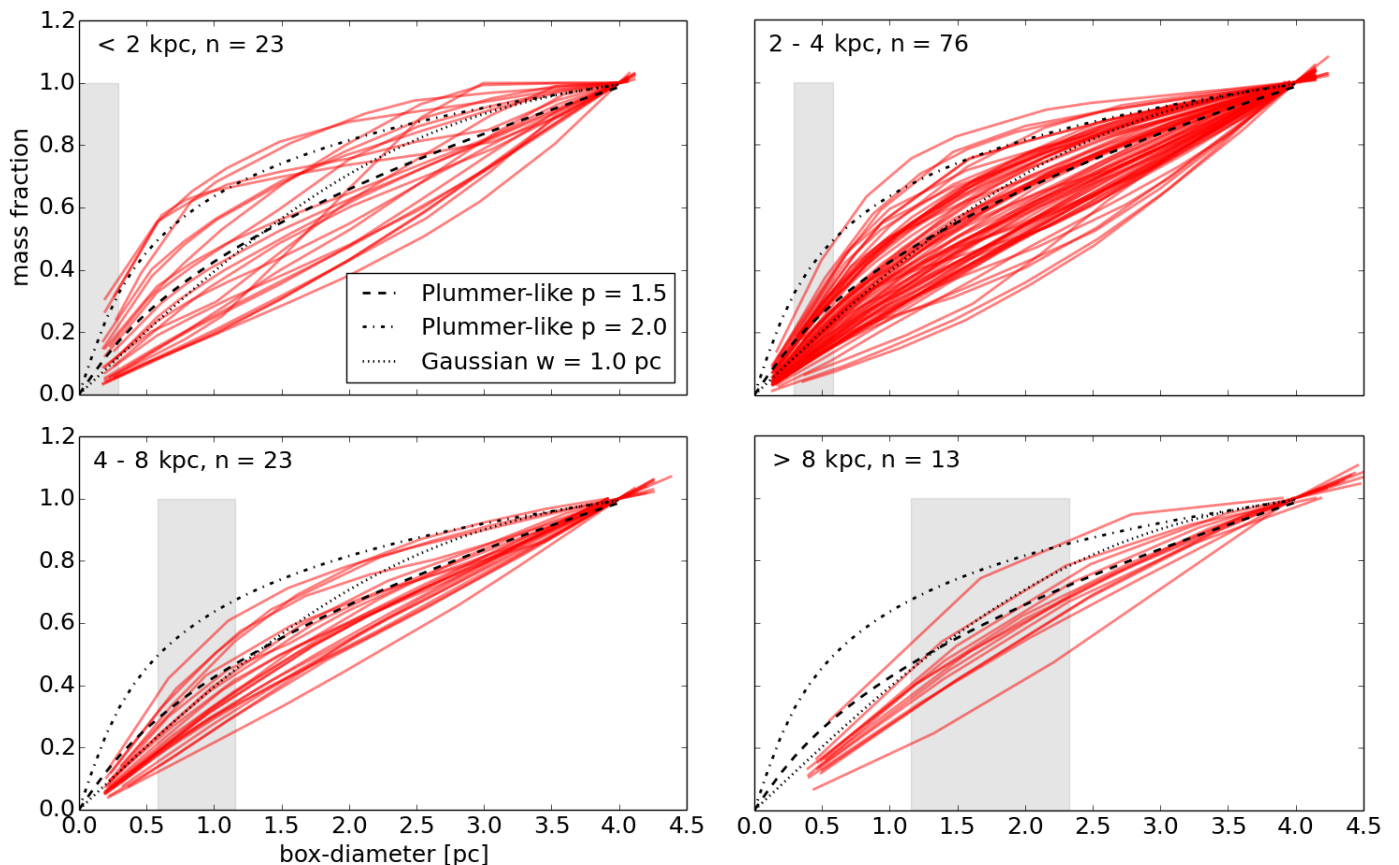 1.2
1.0
0.8
0.6
0.4
0.2
0.0
mass fraction
< 2 kpc, n = 23
Plummer-like p = 1.5
Plummer-like p = 2.0
Gaussian w = 1.0 pc
2 - 4 kpc, n = 76
1.2
1.0
0.8
0.6
0.4
0.2
0.0
4 - 8 kpc, n = 23
0.0 0.5 1.0 1.5 2.0 2.5 3.0 3.5 4.0 4.5
box-diameter [pc]
> 8 kpc, n = 13
0.0 0.5 1.0 1.5 2.0 2.5 3.0 3.5 4.0 4.5